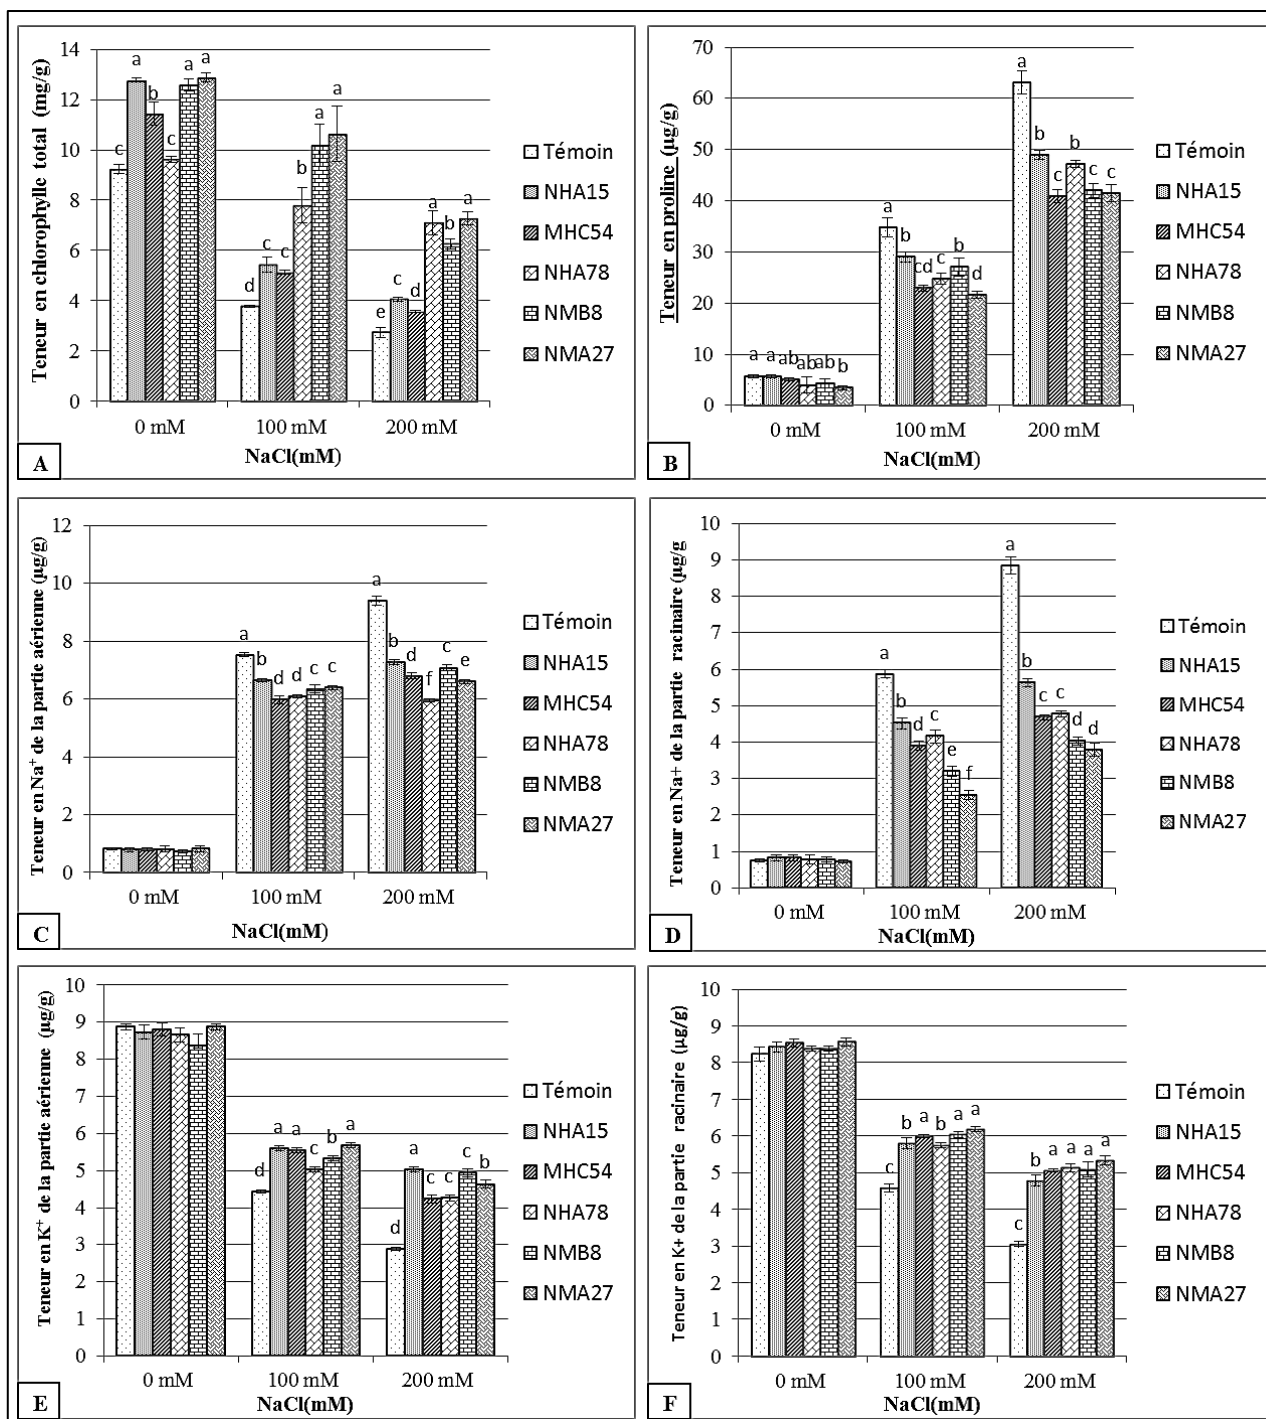 14
12
10
8
6
4
2
0
Teneur en chlorophylle total (mg/g)
c a b c a a
d c c b a a
e c d a b a
0 mM 100 mM 200 mM
NaCl(mM)
Témoin
NHA15
MHC54
NHA78
NMB8
NMA27
A
70
60
50
40
30
20
10
0
Teneur en proline (µg/g)
a a ab ab ab b
a b cd c b d
a b c b c c
0 mM 100 mM 200 mM
NaCl(mM)
Témoin
NHA15
MHC54
NHA78
NMB8
NMA27
B
12
10
8
6
4
2
0
Teneur en Na⁺ de la partie aérienne (µg/g)
a b d d c c
a b d f c e
0 mM 100 mM 200 mM
NaCl(mM)
Témoin
NHA15
MHC54
NHA78
NMB8
NMA27
C
10
9
8
7
6
5
4
3
2
1
0
Teneur en Na+ de la partie racinaire (µg/g
a b d c e f
a b c c d d
0 mM 100 mM 200 mM
NaCl(mM)
Témoin
NHA15
MHC54
NHA78
NMB8
NMA27
D
10
9
8
7
6
5
4
3
2
1
0
Teneur en K⁺ de la partie aérienne (µg/g)
d a a c b a
d a c c c b
0 mM 100 mM 200 mM
NaCl(mM)
Témoin
NHA15
MHC54
NHA78
NMB8
NMA27
E
10
9
8
7
6
5
4
3
2
1
0
Teneur en K+ de la partie racinaire (µg/g)
c b a b a a
c b a a a a
0 mM 100 mM 200 mM
NaCl(mM)
Témoin
NHA15
MHC54
NHA78
NMB8
NMA27
F